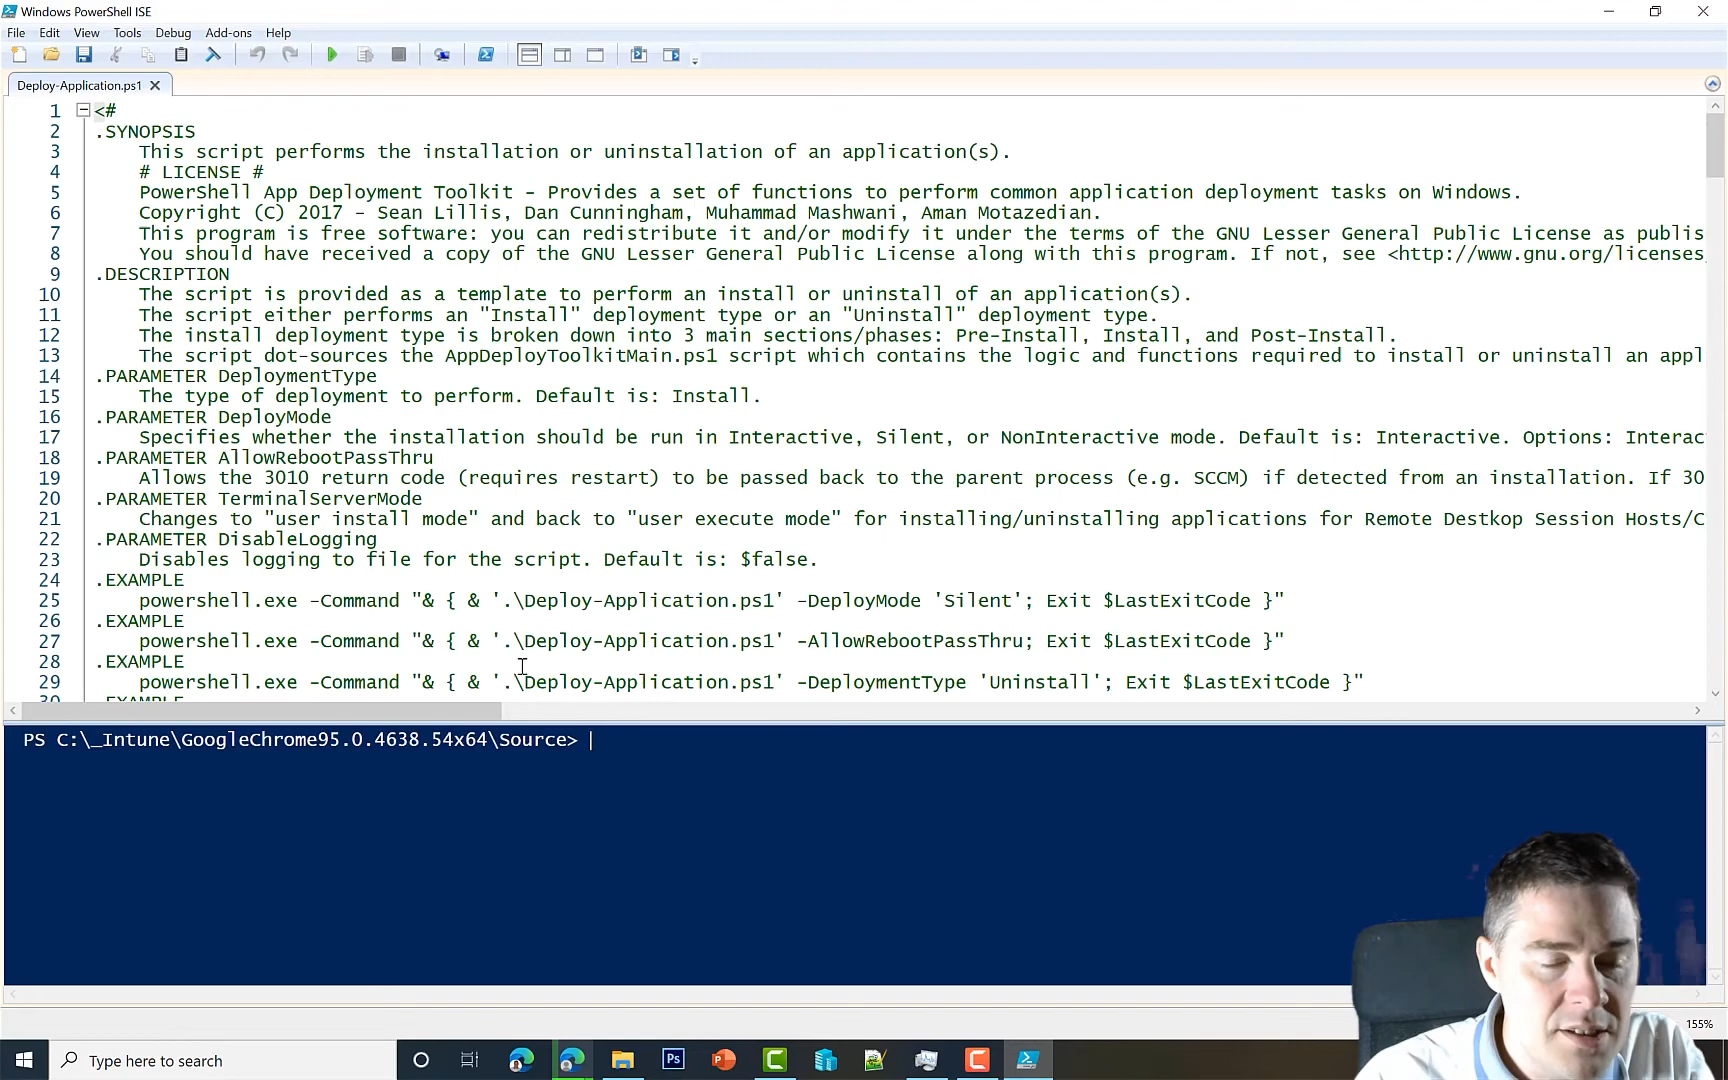 Windows PowerShell ISE
File Edit View Tools Debug Add-ons Help
Deploy-Application.ps1
1 <#
2 .SYNOPSIS
3 This script performs the installation or uninstallation of an application(s).
4 # LICENSE #
5 PowerShell App Deployment Toolkit - Provides a set of functions to perform common application deployment tasks on Windows.
6 Copyright (C) 2017 - Sean Lillis, Dan Cunningham, Muhammad Mashwani, Aman Motazedian.
7 This program is free software: you can redistribute it and/or modify it under the terms of the GNU Lesser General Public License as publis
8 You should have received a copy of the GNU Lesser General Public License along with this program. If not, see <http://www.gnu.org/licenses
9 .DESCRIPTION
10 The script is provided as a template to perform an install or uninstall of an application(s).
11 The script either performs an "Install" deployment type or an "Uninstall" deployment type.
12 The install deployment type is broken down into 3 main sections/phases: Pre-Install, Install, and Post-Install.
13 The script dot-sources the AppDeployToolkitMain.ps1 script which contains the logic and functions required to install or uninstall an appl
14 .PARAMETER DeploymentType
15 The type of deployment to perform. Default is: Install.
16 .PARAMETER DeployMode
17 Specifies whether the installation should be run in Interactive, Silent, or NonInteractive mode. Default is: Interactive. Options: Interac
18 .PARAMETER AllowRebootPassThru
19 Allows the 3010 return code (requires restart) to be passed back to the parent process (e.g. SCCM) if detected from an installation. If 30
20 .PARAMETER TerminalServerMode
21 Changes to "user install mode" and back to "user execute mode" for installing/uninstalling applications for Remote Destkop Session Hosts/C
22 .PARAMETER DisableLogging
23 Disables logging to file for the script. Default is: $false.
24 .EXAMPLE
25 powershell.exe -Command "& { & '.\Deploy-Application.ps1' -DeployMode 'Silent'; Exit $LastExitCode }"
26 .EXAMPLE
27 powershell.exe -Command "& { & '.\Deploy-Application.ps1' -AllowRebootPassThru; Exit $LastExitCode }"
28 .EXAMPLE
29 powershell.exe -Command "& { & '.\Deploy-Application.ps1' -DeploymentType 'Uninstall'; Exit $LastExitCode }"
30 .EXAMPLE
PS C:\_Intune\GoogleChrome95.0.4638.54x64\Source>
155%
Type here to search
Ps